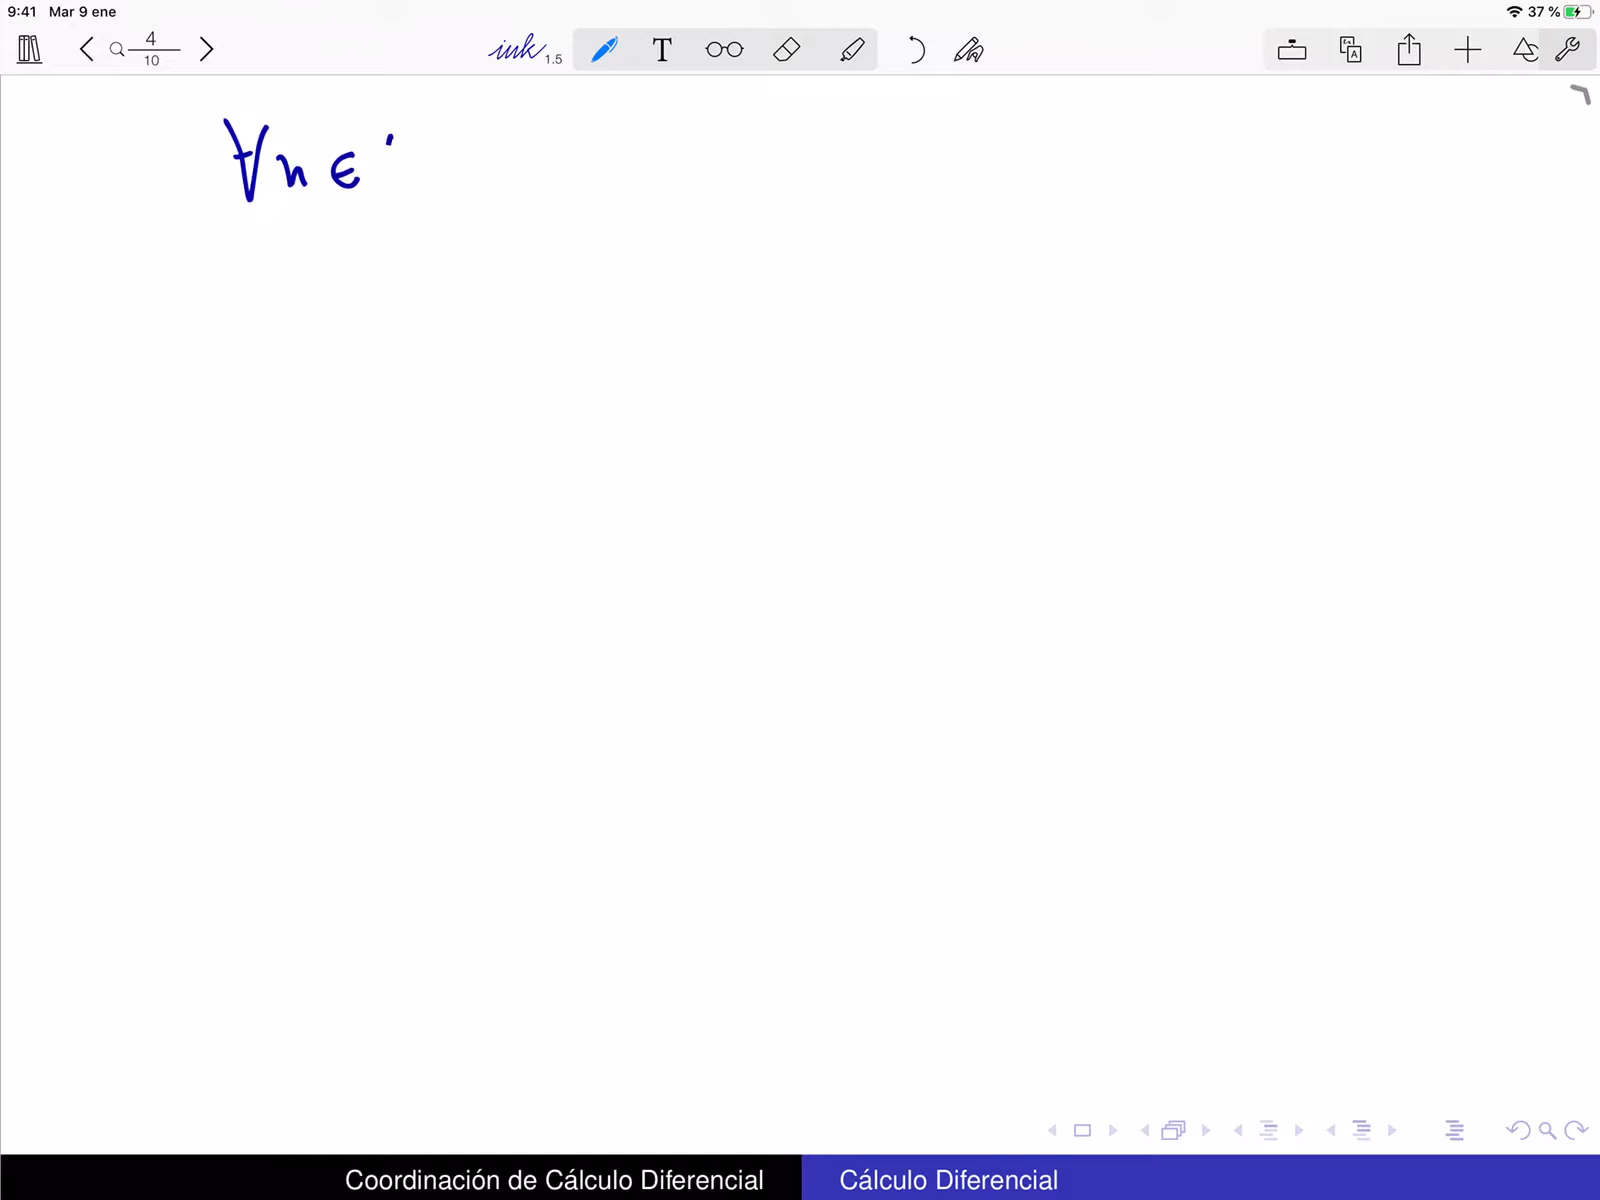 9:41 Mar 9 ene 37 %
4
10
ink 1.5
T
∀n ∈
Coordinación de Cálculo Diferencial Cálculo Diferencial